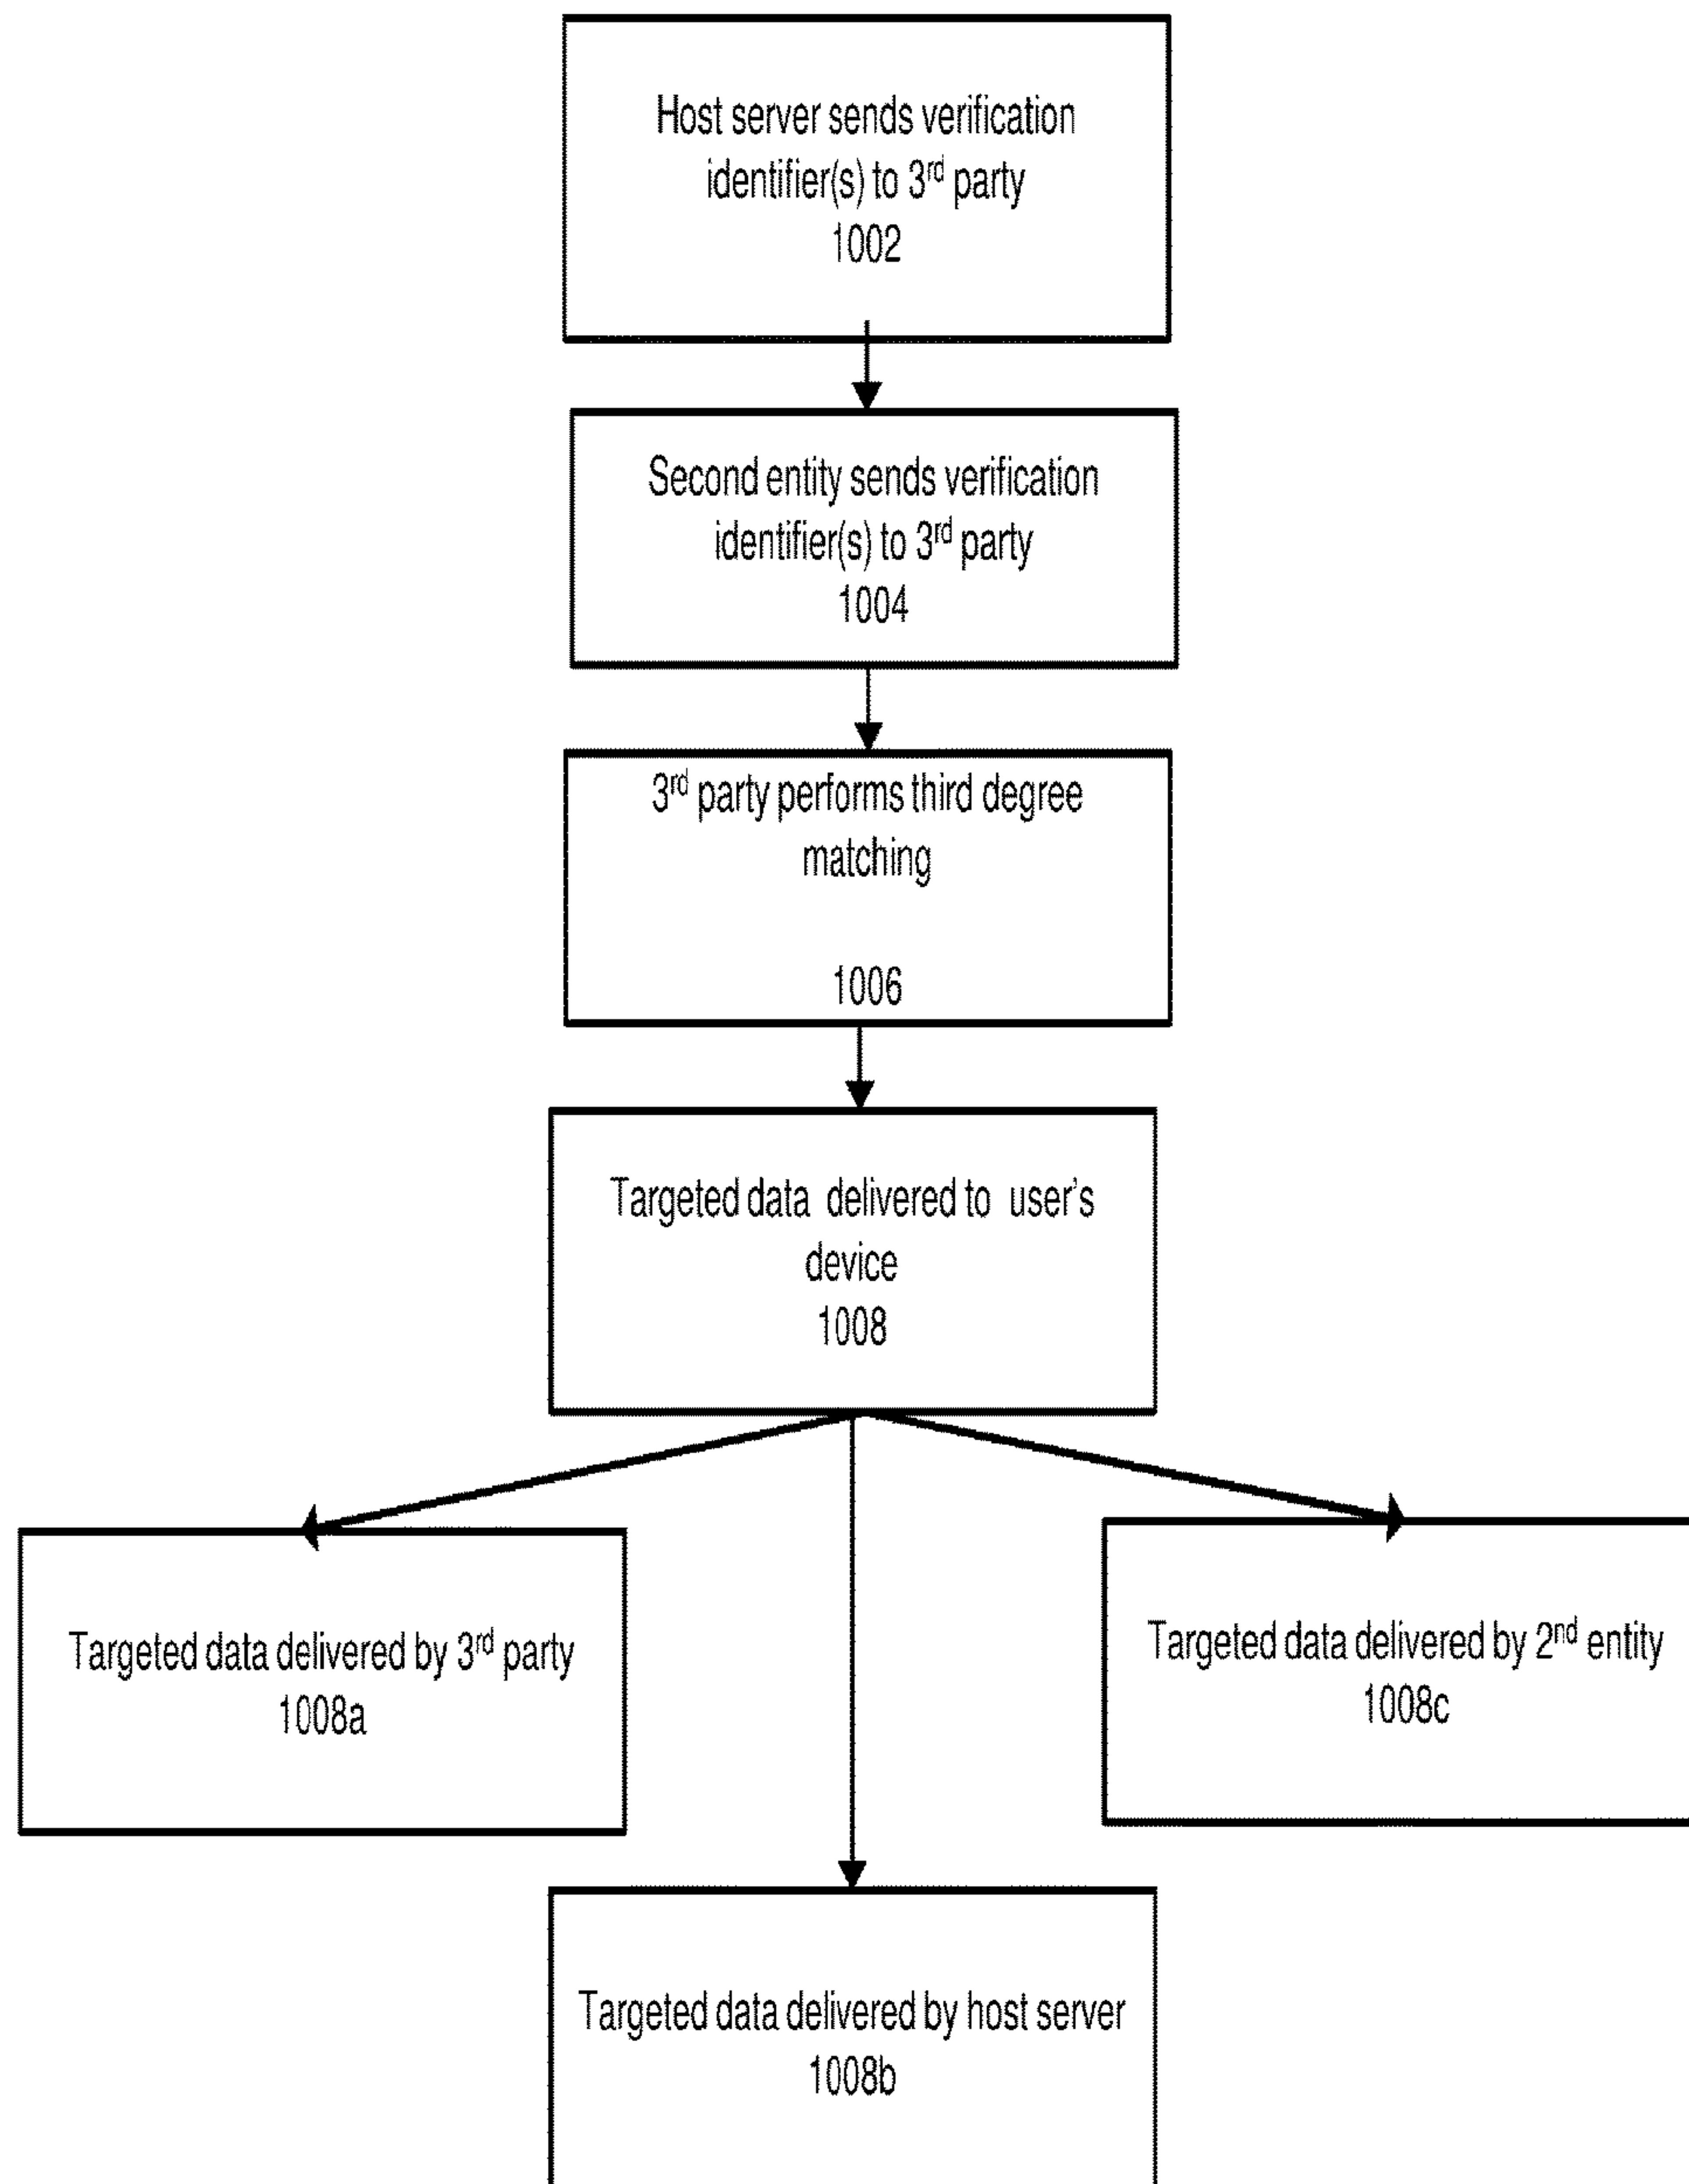 Host server sends verification
identifier(s) to 3rd party
1002
Second entity sends verification
identifier(s) to 3rd party
1004
3rd party performs third degree
matching
1006
Targeted data delivered to user's
device
1008
Targeted data delivered by 3rd party
1008a
Targeted data delivered by 2nd entity
1008c
Targeted data delivered by host server
1008b